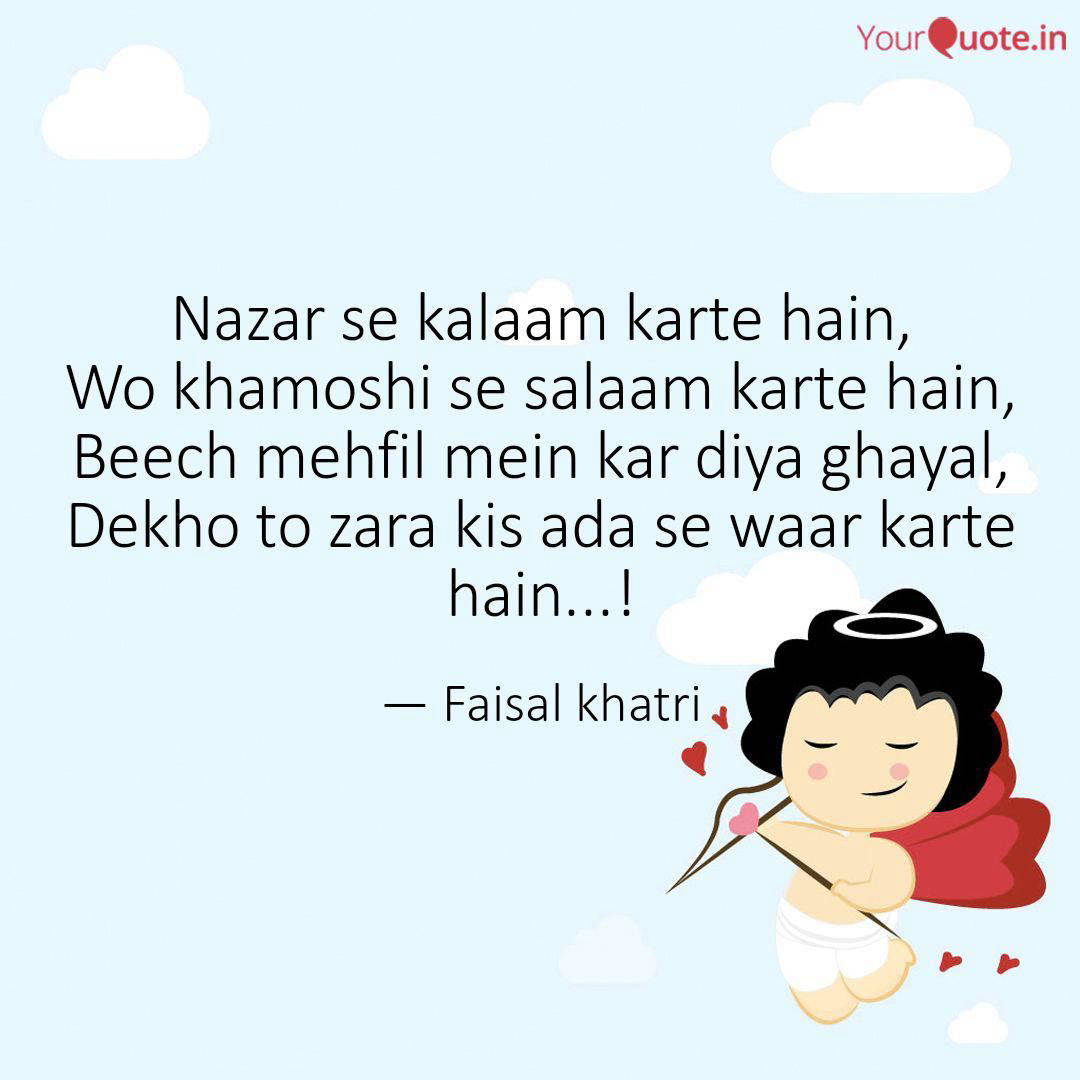 YourQuote.in
Nazar se kalaam karte hain,
Wo khamoshi se salaam karte hain,
Beech mehfil mein kar diya ghayal,
Dekho to zara kis ada se waar karte
hain...!
— Faisal khatri